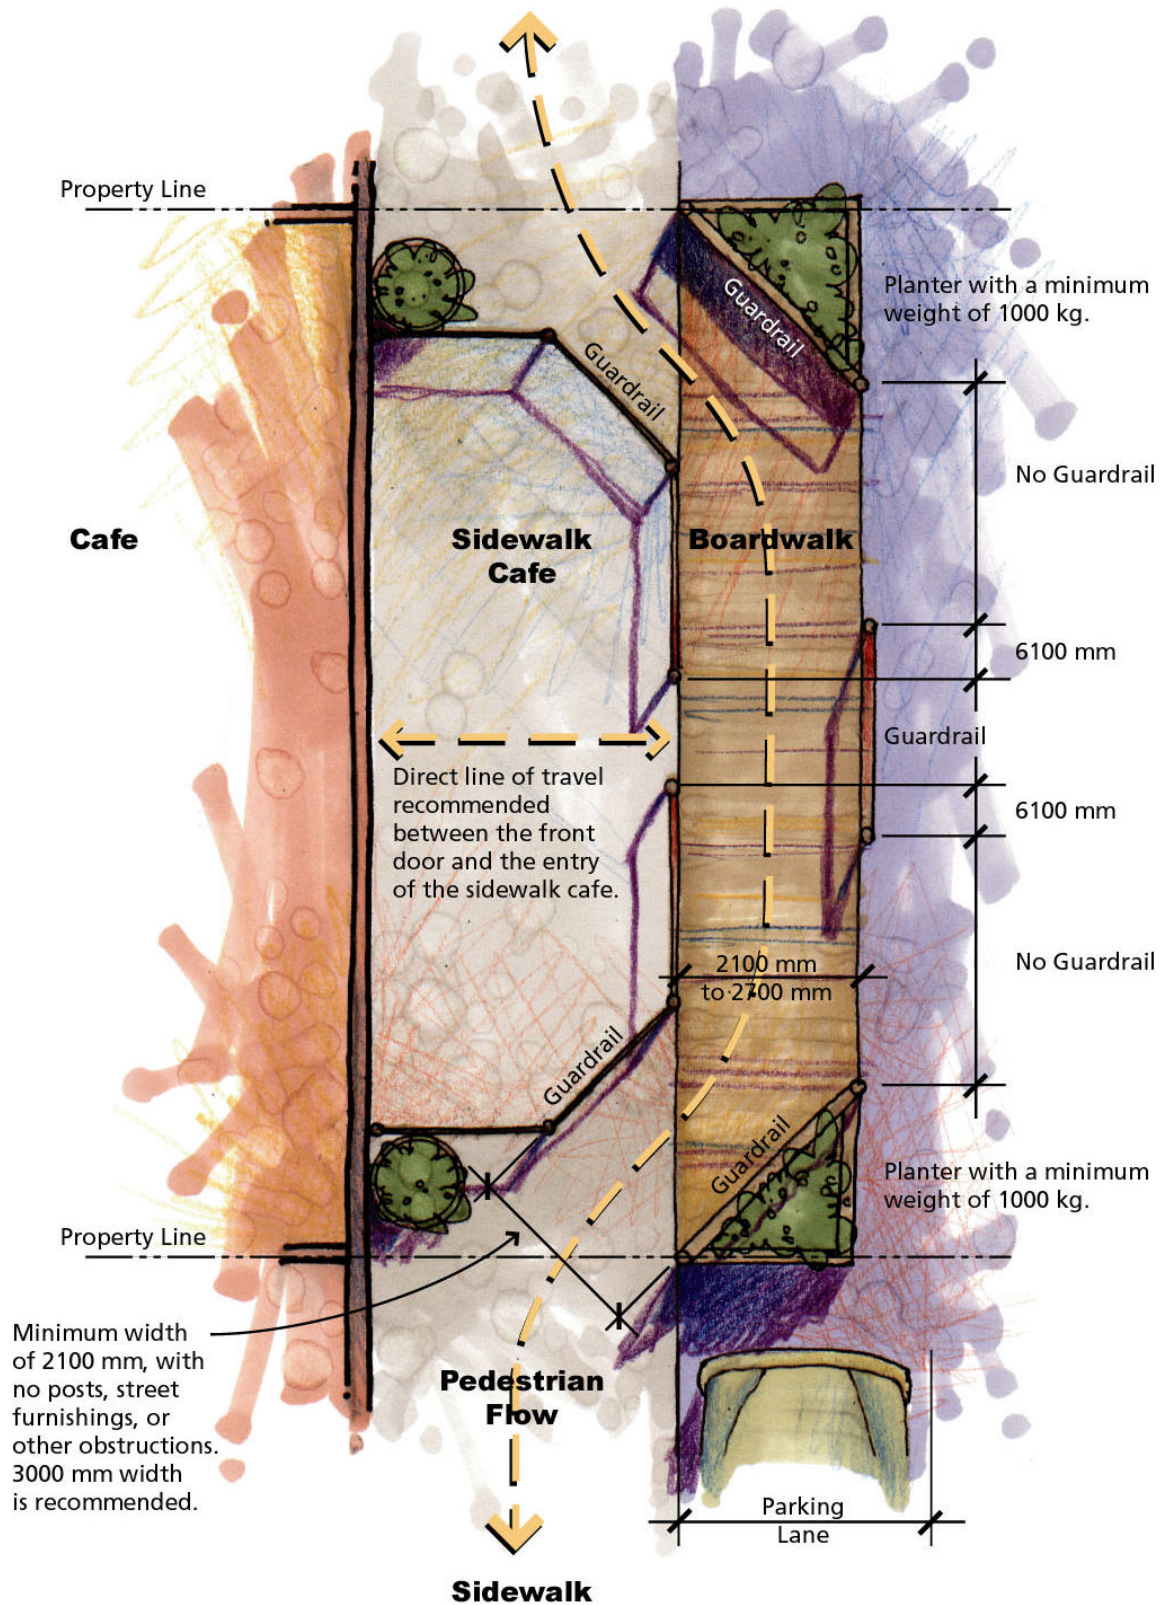 Property Line
Planter with a minimum
weight of 1000 kg.
Guardrail
Guardrail
No Guardrail
Cafe
Sidewalk
Cafe
Boardwalk
6100 mm
Guardrail
Direct line of travel
recommended
between the front
door and the entry
of the sidewalk cafe.
6100 mm
2100 mm
to 2700 mm
No Guardrail
Guardrail
Guardrail
Planter with a minimum
weight of 1000 kg.
Property Line
Minimum width
of 2100 mm, with
no posts, street
furnishings, or
other obstructions.
3000 mm width
is recommended.
Pedestrian
Flow
Parking
Lane
Sidewalk